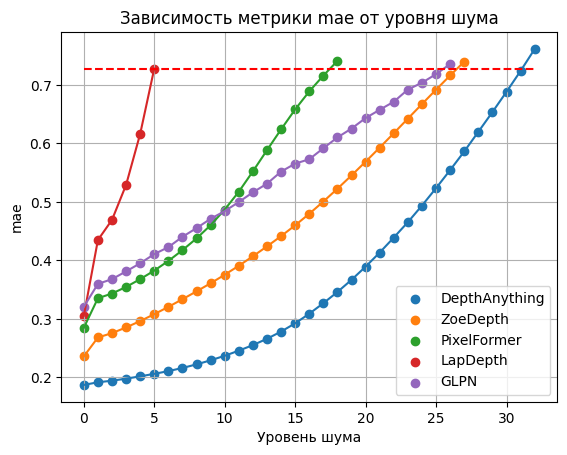 Зависимость метрики mae от уровня шума
mae
0.7
0.6
0.5
0.4
0.3
0.2
0
5
10
15
20
25
30
Уровень шума
DepthAnything
ZoeDepth
PixelFormer
LapDepth
GLPN